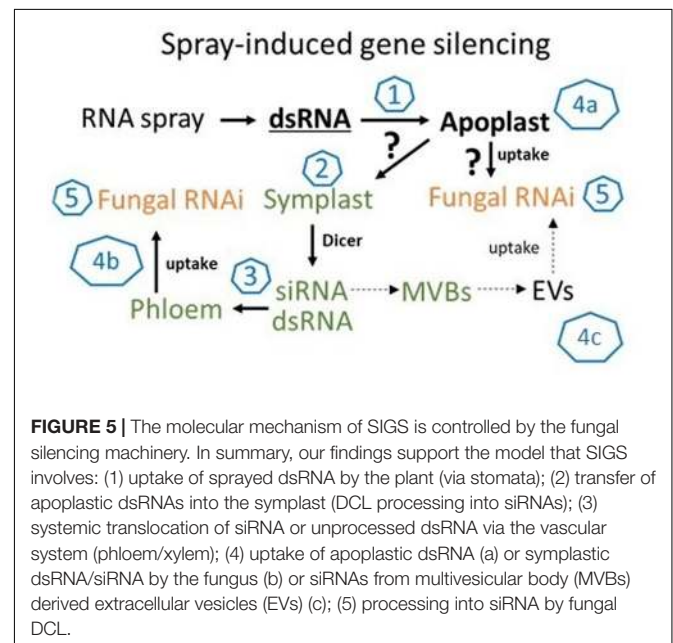 Spray-induced gene silencing
RNA spray dsRNA 1 Apoplast 4a
? ? uptake
2
5 Fungal RNAi Symplast Fungal RNAi 5
4b uptake Dicer uptake
3 siRNA MVBs EVs
Phloem dsRNA
4c
FIGURE 5 | The molecular mechanism of SIGS is controlled by the fungal
silencing machinery. In summary, our findings support the model that SIGS
involves: (1) uptake of sprayed dsRNA by the plant (via stomata); (2) transfer of
apoplastic dsRNAs into the symplast (DCL processing into siRNAs); (3)
systemic translocation of siRNA or unprocessed dsRNA via the vascular
system (phloem/xylem); (4) uptake of apoplastic dsRNA (a) or symplastic
dsRNA/siRNA by the fungus (b) or siRNAs from multivesicular body (MVBs)
derived extracellular vesicles (EVs) (c); (5) processing into siRNA by fungal
DCL.